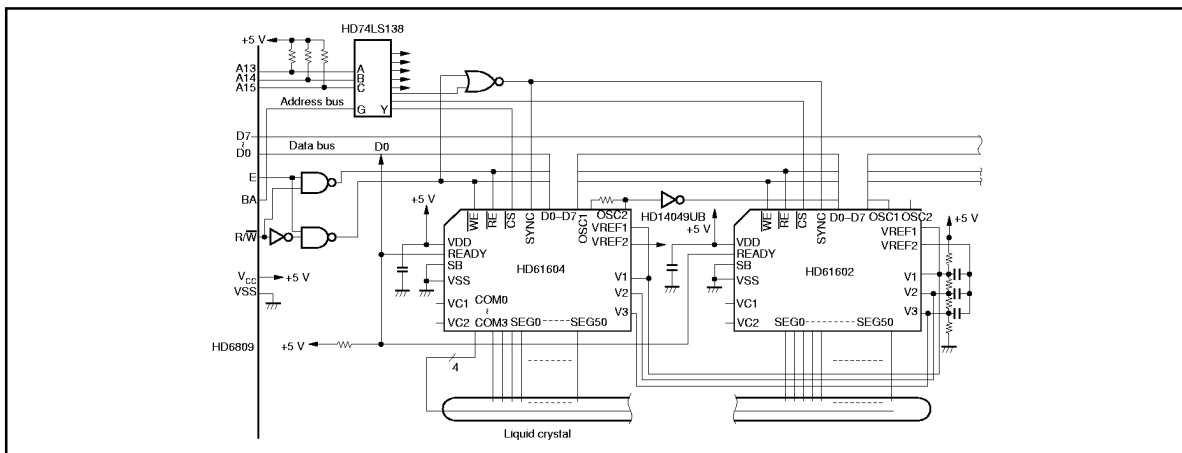 HD74LS138
+5 V
A13
A14
A15
A
B
C
G Y
Address bus
D7
~
D0
Data bus
D0
E
BA
R/W
VCC
+5 V
VSS
HD6809
+5 V
+5 V
WE
RE
CS
SYNC
D0–D7
OSC1
OSC2
VDD
READY
SB
VSS
VC1
VC2
VREF1
VREF2
V1
V2
V3
HD61604
COM0
~
COM3
SEG0
SEG50
4
HD14049UB
+5 V
WE
RE
CS
SYNC
D0–D7
OSC1
OSC2
VDD
READY
SB
VSS
VC1
VC2
VREF1
VREF2
V1
V2
V3
HD61602
SEG0
SEG50
+5 V
Liquid crystal